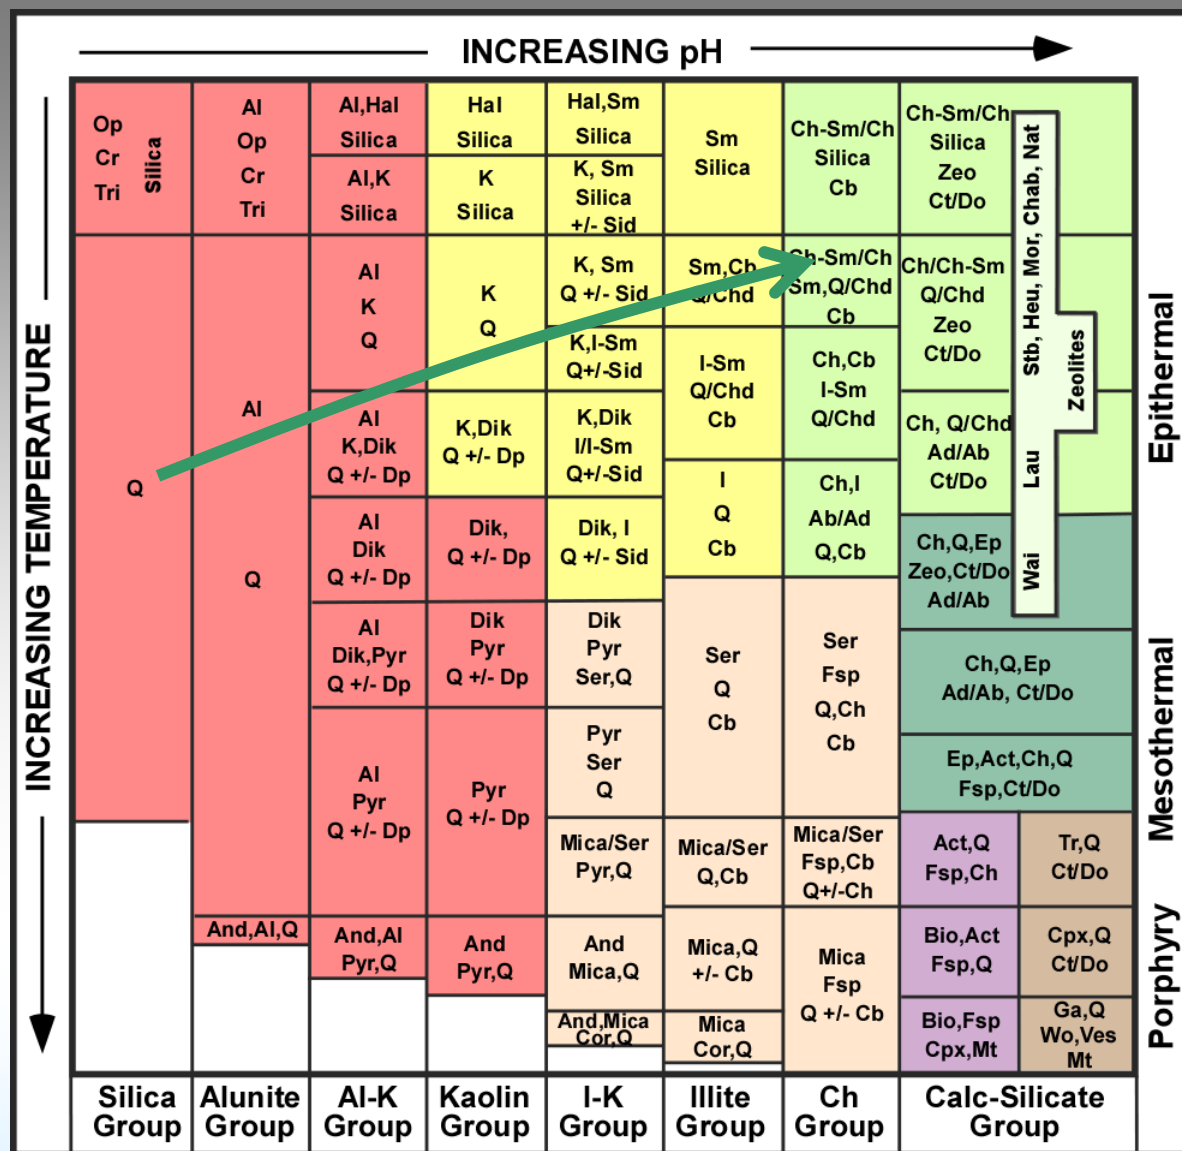 INCREASING pH
INCREASING TEMPERATURE
Op
Cr
Tri
Silica
Q
Silica
Group
Al
Op
Cr
Tri
Al
Q
And,Al,Q
Alunite
Group
Al,Hal
Silica
Al,K
Silica
Al
K
Q
Al
K,Dik
Q +/- Dp
Al
Dik
Q +/- Dp
Al
Dik,Pyr
Q +/- Dp
Al
Pyr
Q +/- Dp
And,Al
Pyr,Q
Al-K
Group
Hal
Silica
K
Silica
K
Q
K,Dik
Q +/- Dp
Dik,
Q +/- Dp
Dik
Pyr
Q +/- Dp
Pyr
Q +/- Dp
And
Pyr,Q
Kaolin
Group
Hal,Sm
Silica
K, Sm
Silica
+/- Sid
K, Sm
Q +/- Sid
K,I-Sm
Q+/-Sid
K,Dik
I/I-Sm
Q+/-Sid
Dik, I
Q +/- Sid
Dik
Pyr
Ser,Q
Pyr
Ser
Q
Mica/Ser
Pyr,Q
And
Mica,Q
And,Mica
Cor,Q
I-K
Group
Sm
Silica
Sm,Cb
Q/Chd
I-Sm
Q/Chd
Cb
I
Q
Cb
Ser
Q
Cb
Mica/Ser
Q,Cb
Mica,Q
+/- Cb
Mica
Cor,Q
Illite
Group
Ch-Sm/Ch
Silica
Cb
Ch-Sm/Ch
Sm,Q/Chd
Cb
Ch,Cb
I-Sm
Q/Chd
Ch,I
Ab/Ad
Q,Cb
Ser
Fsp
Q,Ch
Cb
Mica/Ser
Fsp,Cb
Q+/-Ch
Mica
Fsp
Q +/- Cb
Ch
Group
Ch-Sm/Ch
Silica
Zeo
Ct/Do
Ch/Ch-Sm
Q/Chd
Zeo
Ct/Do
Ch, Q/Chd
Ad/Ab
Ct/Do
Ch,Q,Ep
Zeo,Ct/Do
Ad/Ab
Ch,Q,Ep
Ad/Ab, Ct/Do
Ep,Act,Ch,Q
Fsp,Ct/Do
Act,Q
Fsp,Ch
Tr,Q
Ct/Do
Bio,Act
Fsp,Q
Cpx,Q
Ct/Do
Bio,Fsp
Cpx,Mt
Ga,Q
Wo,Ves
Mt
Calc-Silicate
Group
Wai Lau Stb, Heu, Mor, Chab, Nat
Zeolites
Epithermal
Mesothermal
Porphyry